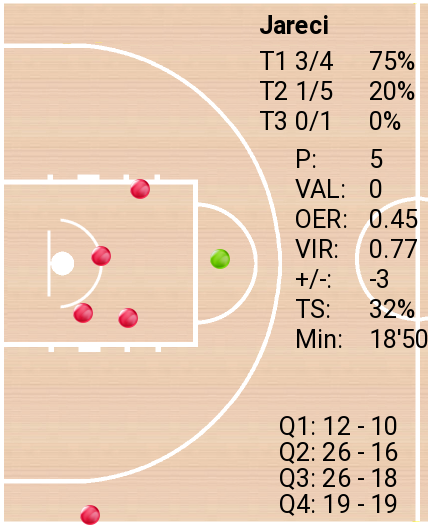 Jareci
T1 3/4 75%
T2 1/5 20%
T3 0/1 0%
P: 5
VAL: 0
OER: 0.45
VIR: 0.77
+/-: -3
TS: 32%
Min: 18'50
Q1: 12 - 10
Q2: 26 - 16
Q3: 26 - 18
Q4: 19 - 19